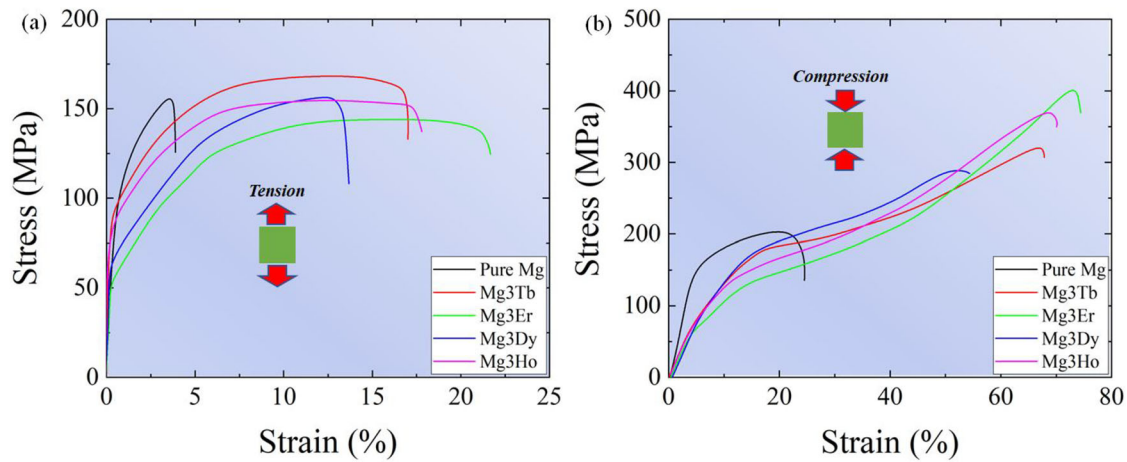 (a)
200
150
100
50
0
Stress (MPa)
Tension
Pure Mg
Mg3Tb
Mg3Er
Mg3Dy
Mg3Ho
0 5 10 15 20 25
Strain (%)
(b)
500
400
300
200
100
0
Stress (MPa)
Compression
Pure Mg
Mg3Tb
Mg3Er
Mg3Dy
Mg3Ho
0 20 40 60 80
Strain (%)